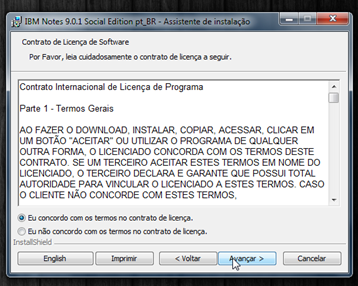 IBM Notes 9.0.1 Social Edition pt_BR - Assistente de instalação
Contrato de Licença de Software
Por Favor, leia cuidadosamente o contrato de licença a seguir.
Contrato Internacional de Licença de Programa
Parte 1 - Termos Gerais
AO FAZER O DOWNLOAD, INSTALAR, COPIAR, ACESSAR, CLICAR EM
UM BOTÃO "ACEITAR" OU UTILIZAR O PROGRAMA DE QUALQUER
OUTRA FORMA, O LICENCIADO CONCORDA COM OS TERMOS DESTE
CONTRATO. SE UM TERCEIRO ACEITAR ESTES TERMOS EM NOME DO
LICENCIADO, O TERCEIRO DECLARA E GARANTE QUE POSSUI TOTAL
AUTORIDADE PARA VINCULAR O LICENCIADO A ESTES TERMOS. CASO
O CLIENTE NÃO CONCORDE COM ESTES TERMOS,
Eu concordo com os termos no contrato de licença.
Eu não concordo com os termos no contrato de licença.
InstallShield
English Imprimir < Voltar Avançar > Cancelar